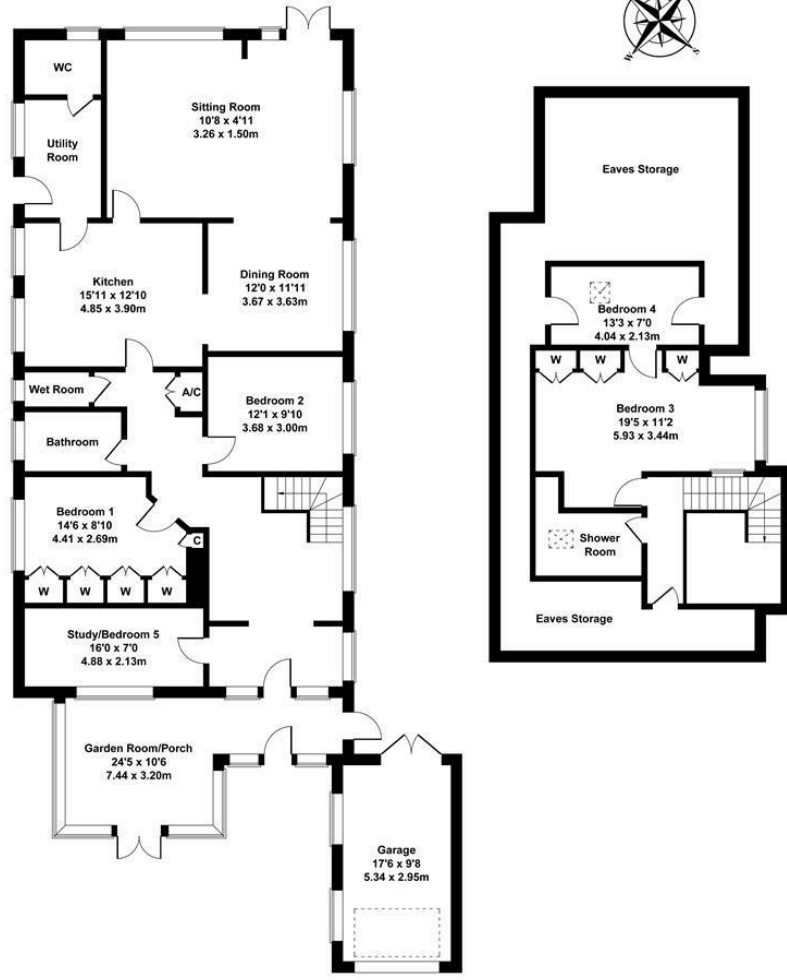 WC
Sitting Room
10'8 x 4'11
3.26 x 1.50m
Utility
Room
Kitchen
15'11 x 12'10
4.85 x 3.90m
Dining Room
12'0 x 11'11
3.67 x 3.63m
Wet Room
A/C
Bedroom 2
12'1 x 9'10
3.68 x 3.00m
Bathroom
Bedroom 1
14'6 x 8'10
4.41 x 2.69m
C
W
W
W
W
Study/Bedroom 5
16'0 x 7'0
4.88 x 2.13m
Garden Room/Porch
24'5 x 10'6
7.44 x 3.20m
Garage
17'6 x 9'8
5.34 x 2.95m
W
S
Eaves Storage
Bedroom 4
13'3 x 7'0
4.04 x 2.13m
W
W
W
Bedroom 3
19'5 x 11'2
5.93 x 3.44m
Shower
Room
Eaves Storage